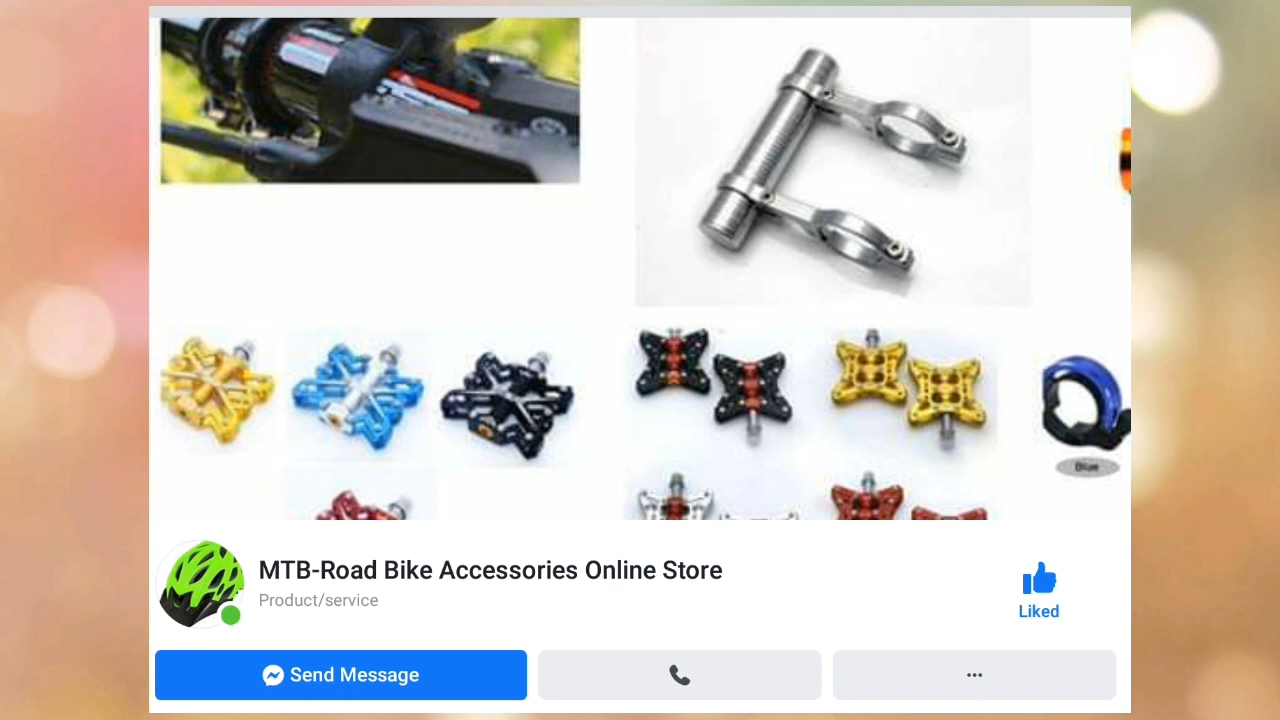 Blue
MTB-Road Bike Accessories Online Store
Product/service
Liked
Send Message